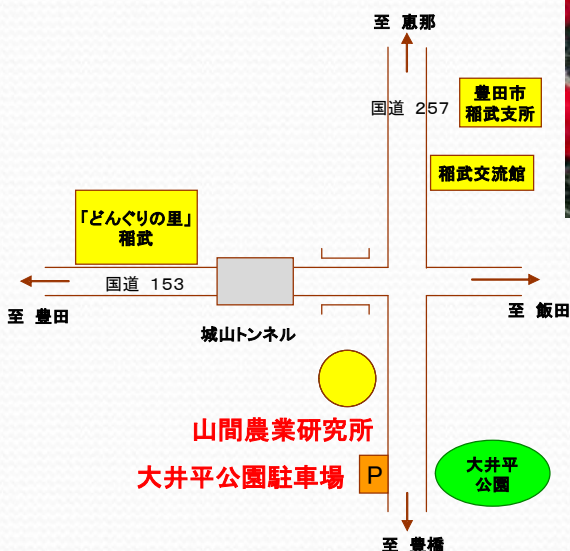 至 恵那
国道 257
豊田市
稲武支所
稲武交流館
「どんぐりの里」
稲武
国道 153
至 豊田
至 飯田
城山トンネル
山間農業研究所
大井平公園駐車場
P
大井平
公園
至 豊橋